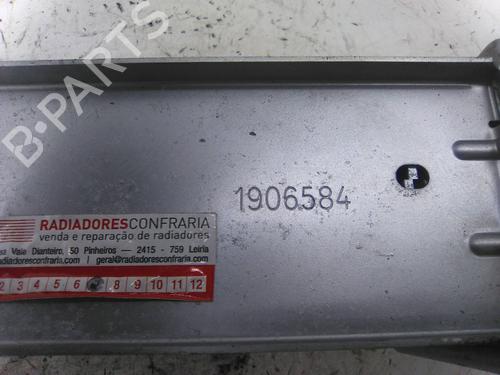 B-PARTS
1906584
RADIADORESCONFRARIA
venda e reparação de radiadores
Vale Dianteiro, 50 Pinheiros — 2415 - 759 Leiria
radiadoresconfraria.com | geral@radiadoresconfraria.com
2 3 4 5 6 8 9 10 11 12